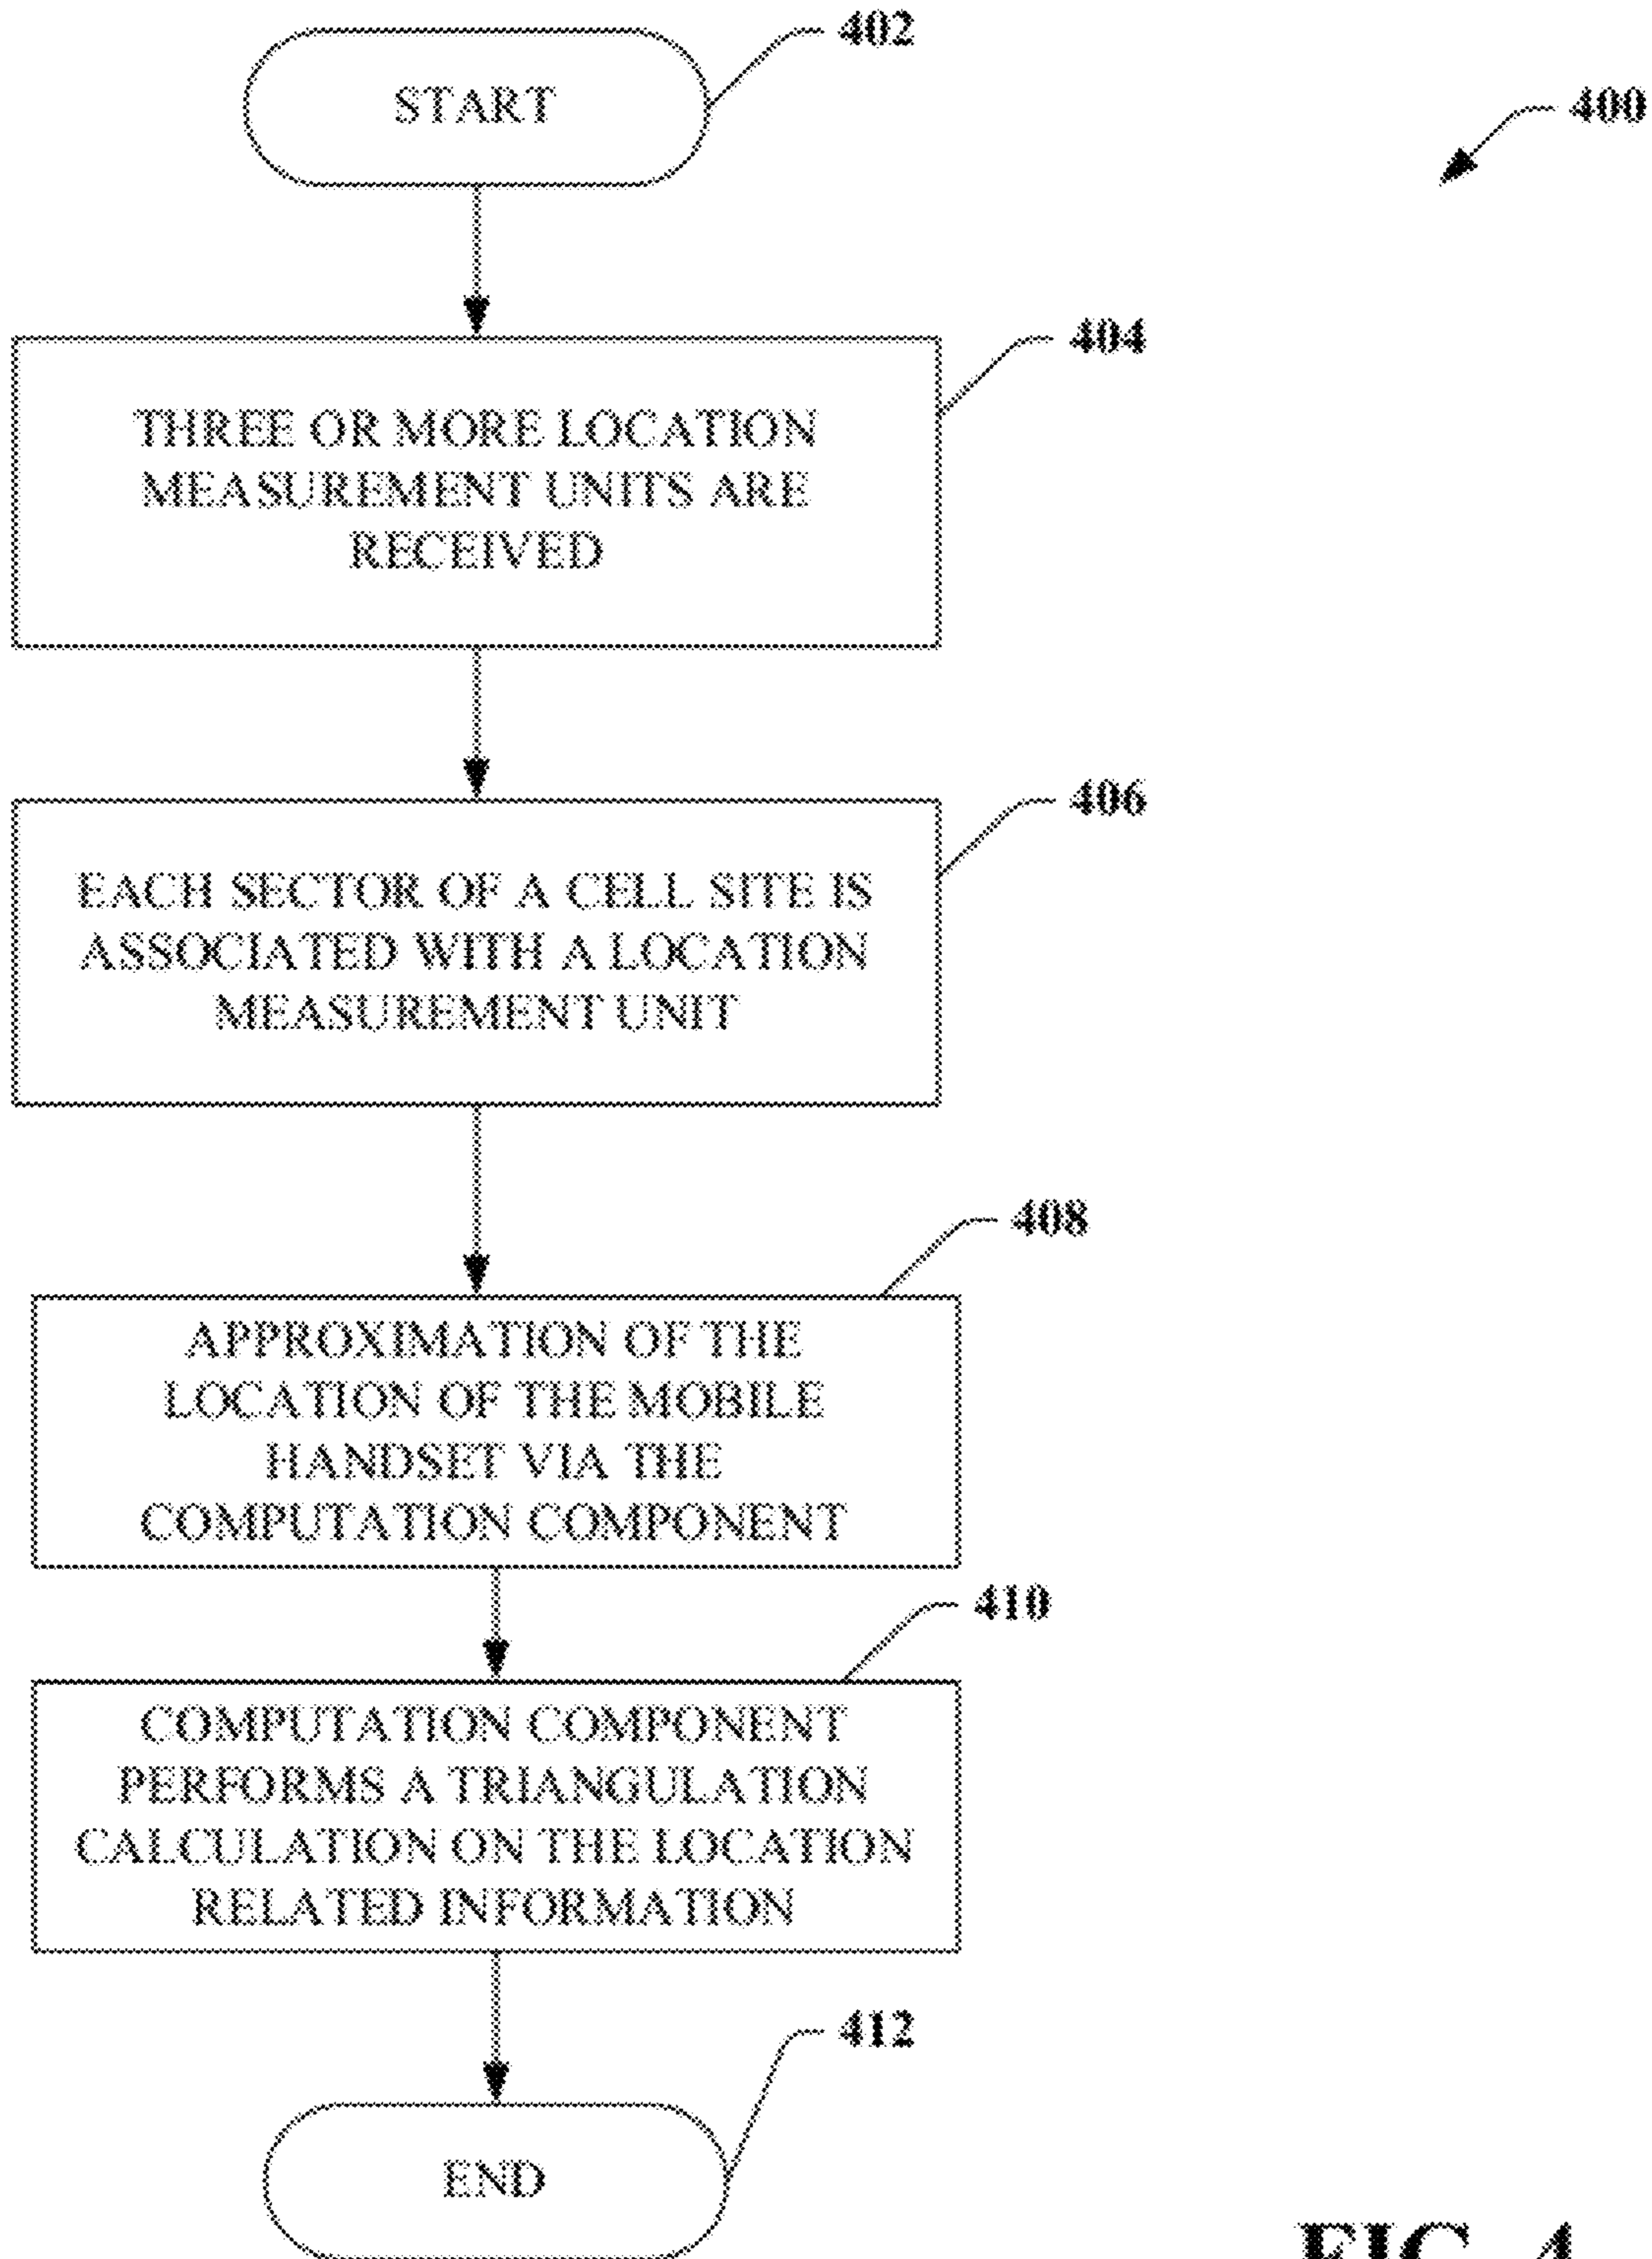 402
START
400
404
THREE OR MORE LOCATION
MEASUREMENT UNITS ARE
RECEIVED
406
EACH SECTOR OF A CELL SITE IS
ASSOCIATED WITH A LOCATION
MEASUREMENT UNIT
408
APPROXIMATION OF THE
LOCATION OF THE MOBILE
HANDSET VIA THE
COMPUTATION COMPONENT
410
COMPUTATION COMPONENT
PERFORMS A TRIANGULATION
CALCULATION ON THE LOCATION
RELATED INFORMATION
412
END
FIG. 4